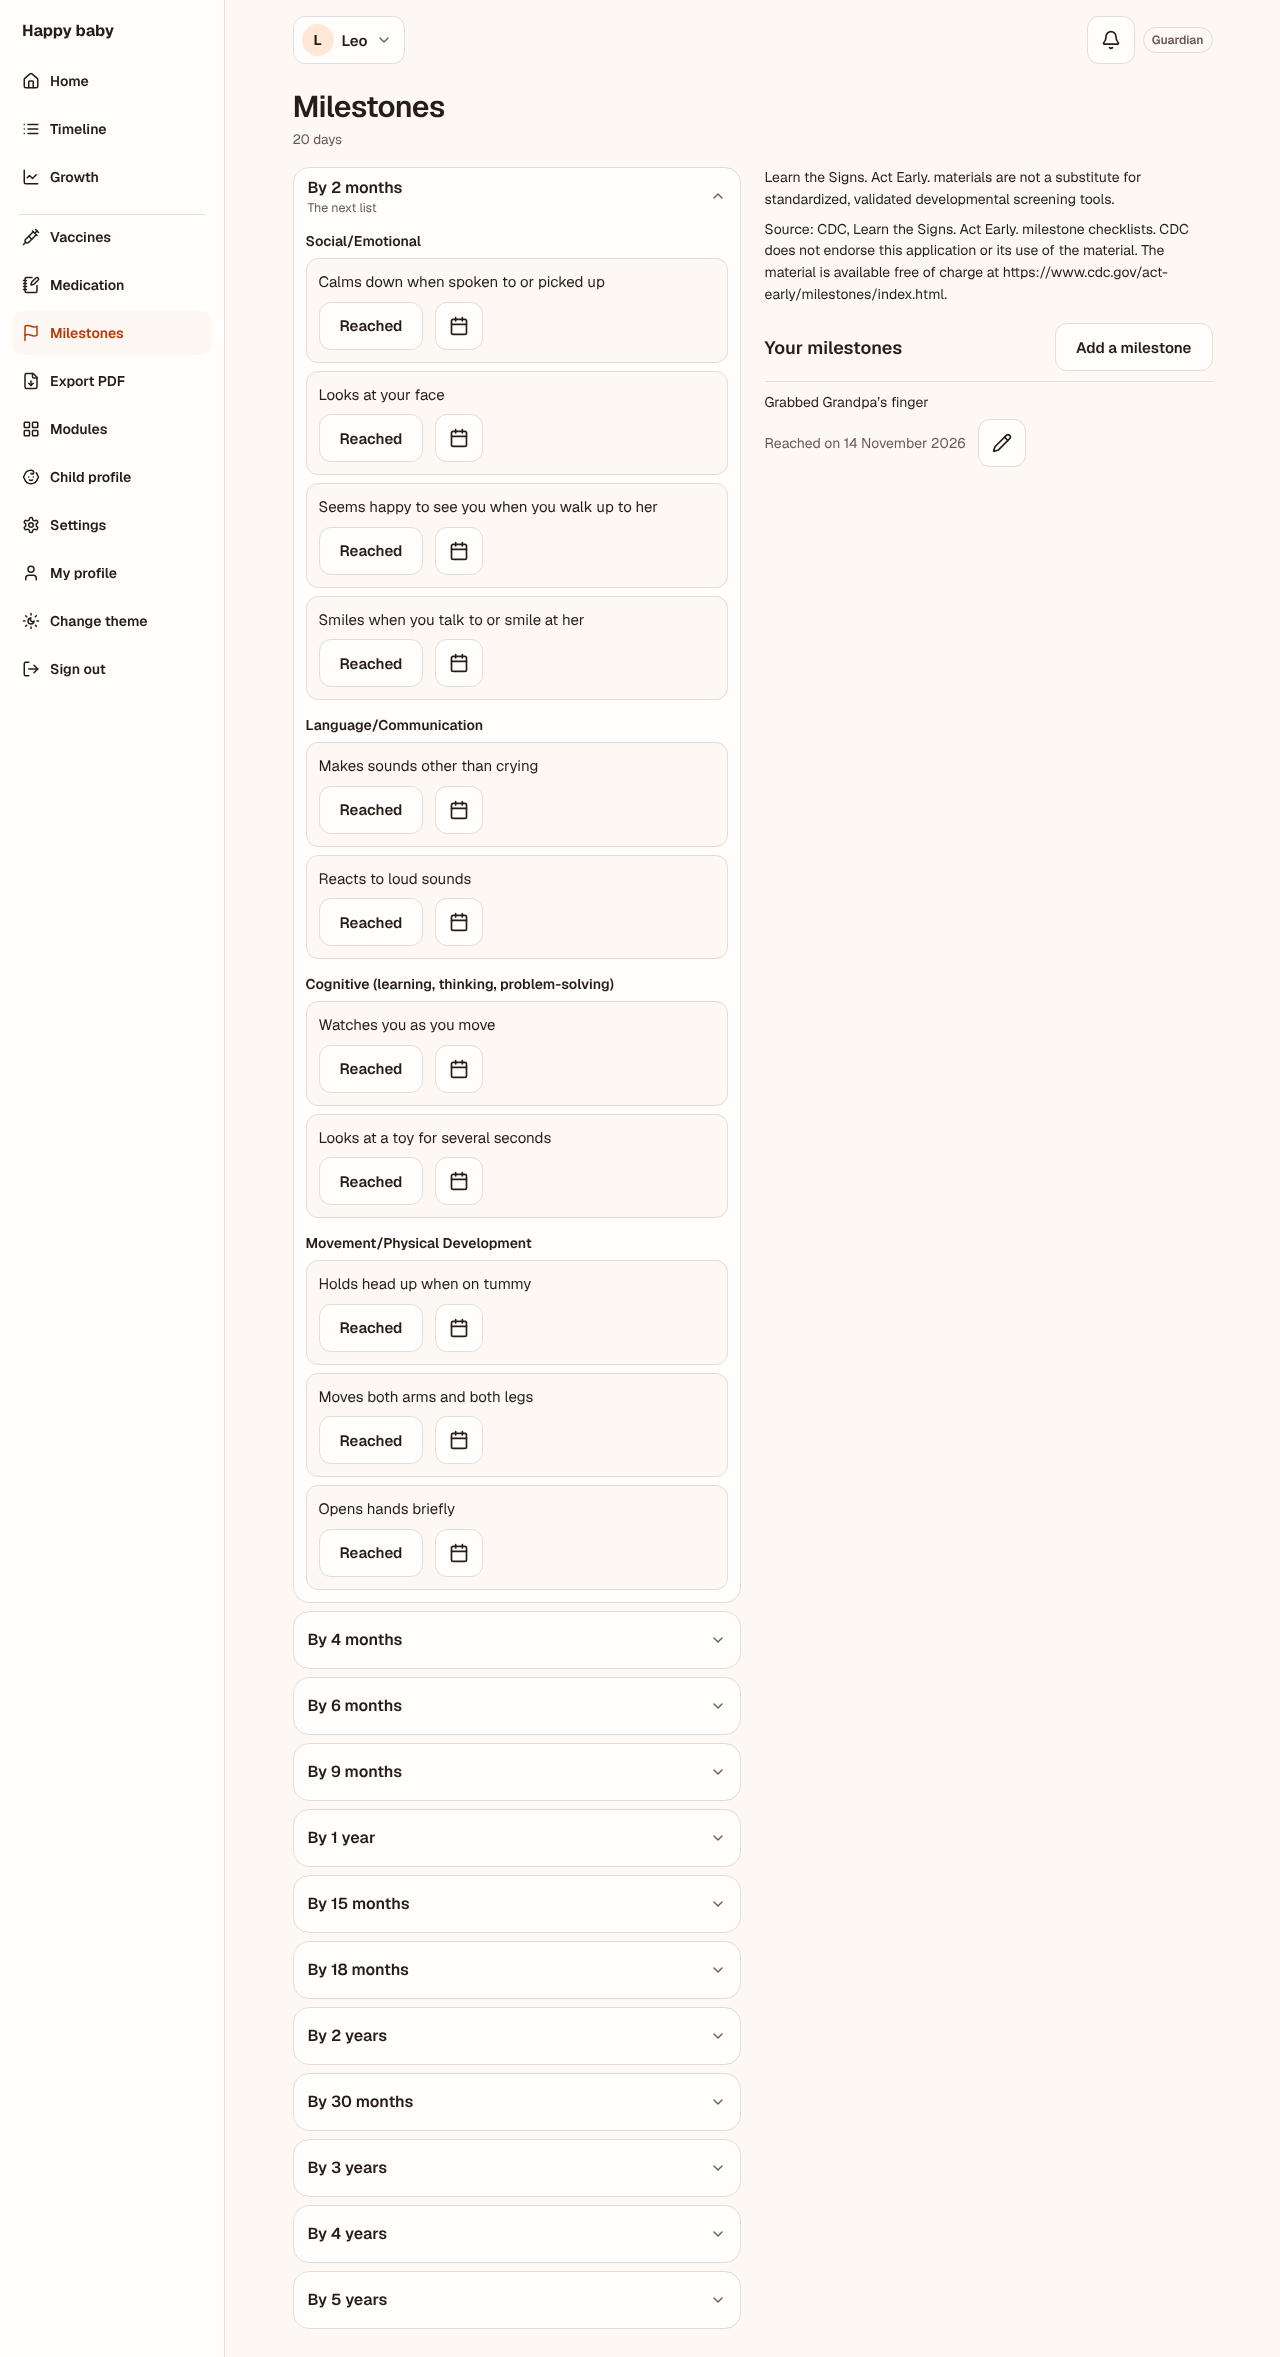 Happy baby
Home
Timeline
Growth
Vaccines
Medication
Milestones
Export PDF
Modules
Child profile
Settings
My profile
Change theme
Sign out
L
Leo
Guardian
Milestones
20 days
By 2 months
The next list
Social/Emotional
Calms down when spoken to or picked up
Reached
Looks at your face
Reached
Seems happy to see you when you walk up to her
Reached
Smiles when you talk to or smile at her
Reached
Language/Communication
Makes sounds other than crying
Reached
Reacts to loud sounds
Reached
Cognitive (learning, thinking, problem-solving)
Watches you as you move
Reached
Looks at a toy for several seconds
Reached
Movement/Physical Development
Holds head up when on tummy
Reached
Moves both arms and both legs
Reached
Opens hands briefly
Reached
By 4 months
By 6 months
By 9 months
By 1 year
By 15 months
By 18 months
By 2 years
By 30 months
By 3 years
By 4 years
By 5 years
Learn the Signs. Act Early. materials are not a substitute for
standardized, validated developmental screening tools.
Source: CDC, Learn the Signs. Act Early. milestone checklists. CDC
does not endorse this application or its use of the material. The
material is available free of charge at https://www.cdc.gov/act-
early/milestones/index.html.
Your milestones
Add a milestone
Grabbed Grandpa's finger
Reached on 14 November 2026